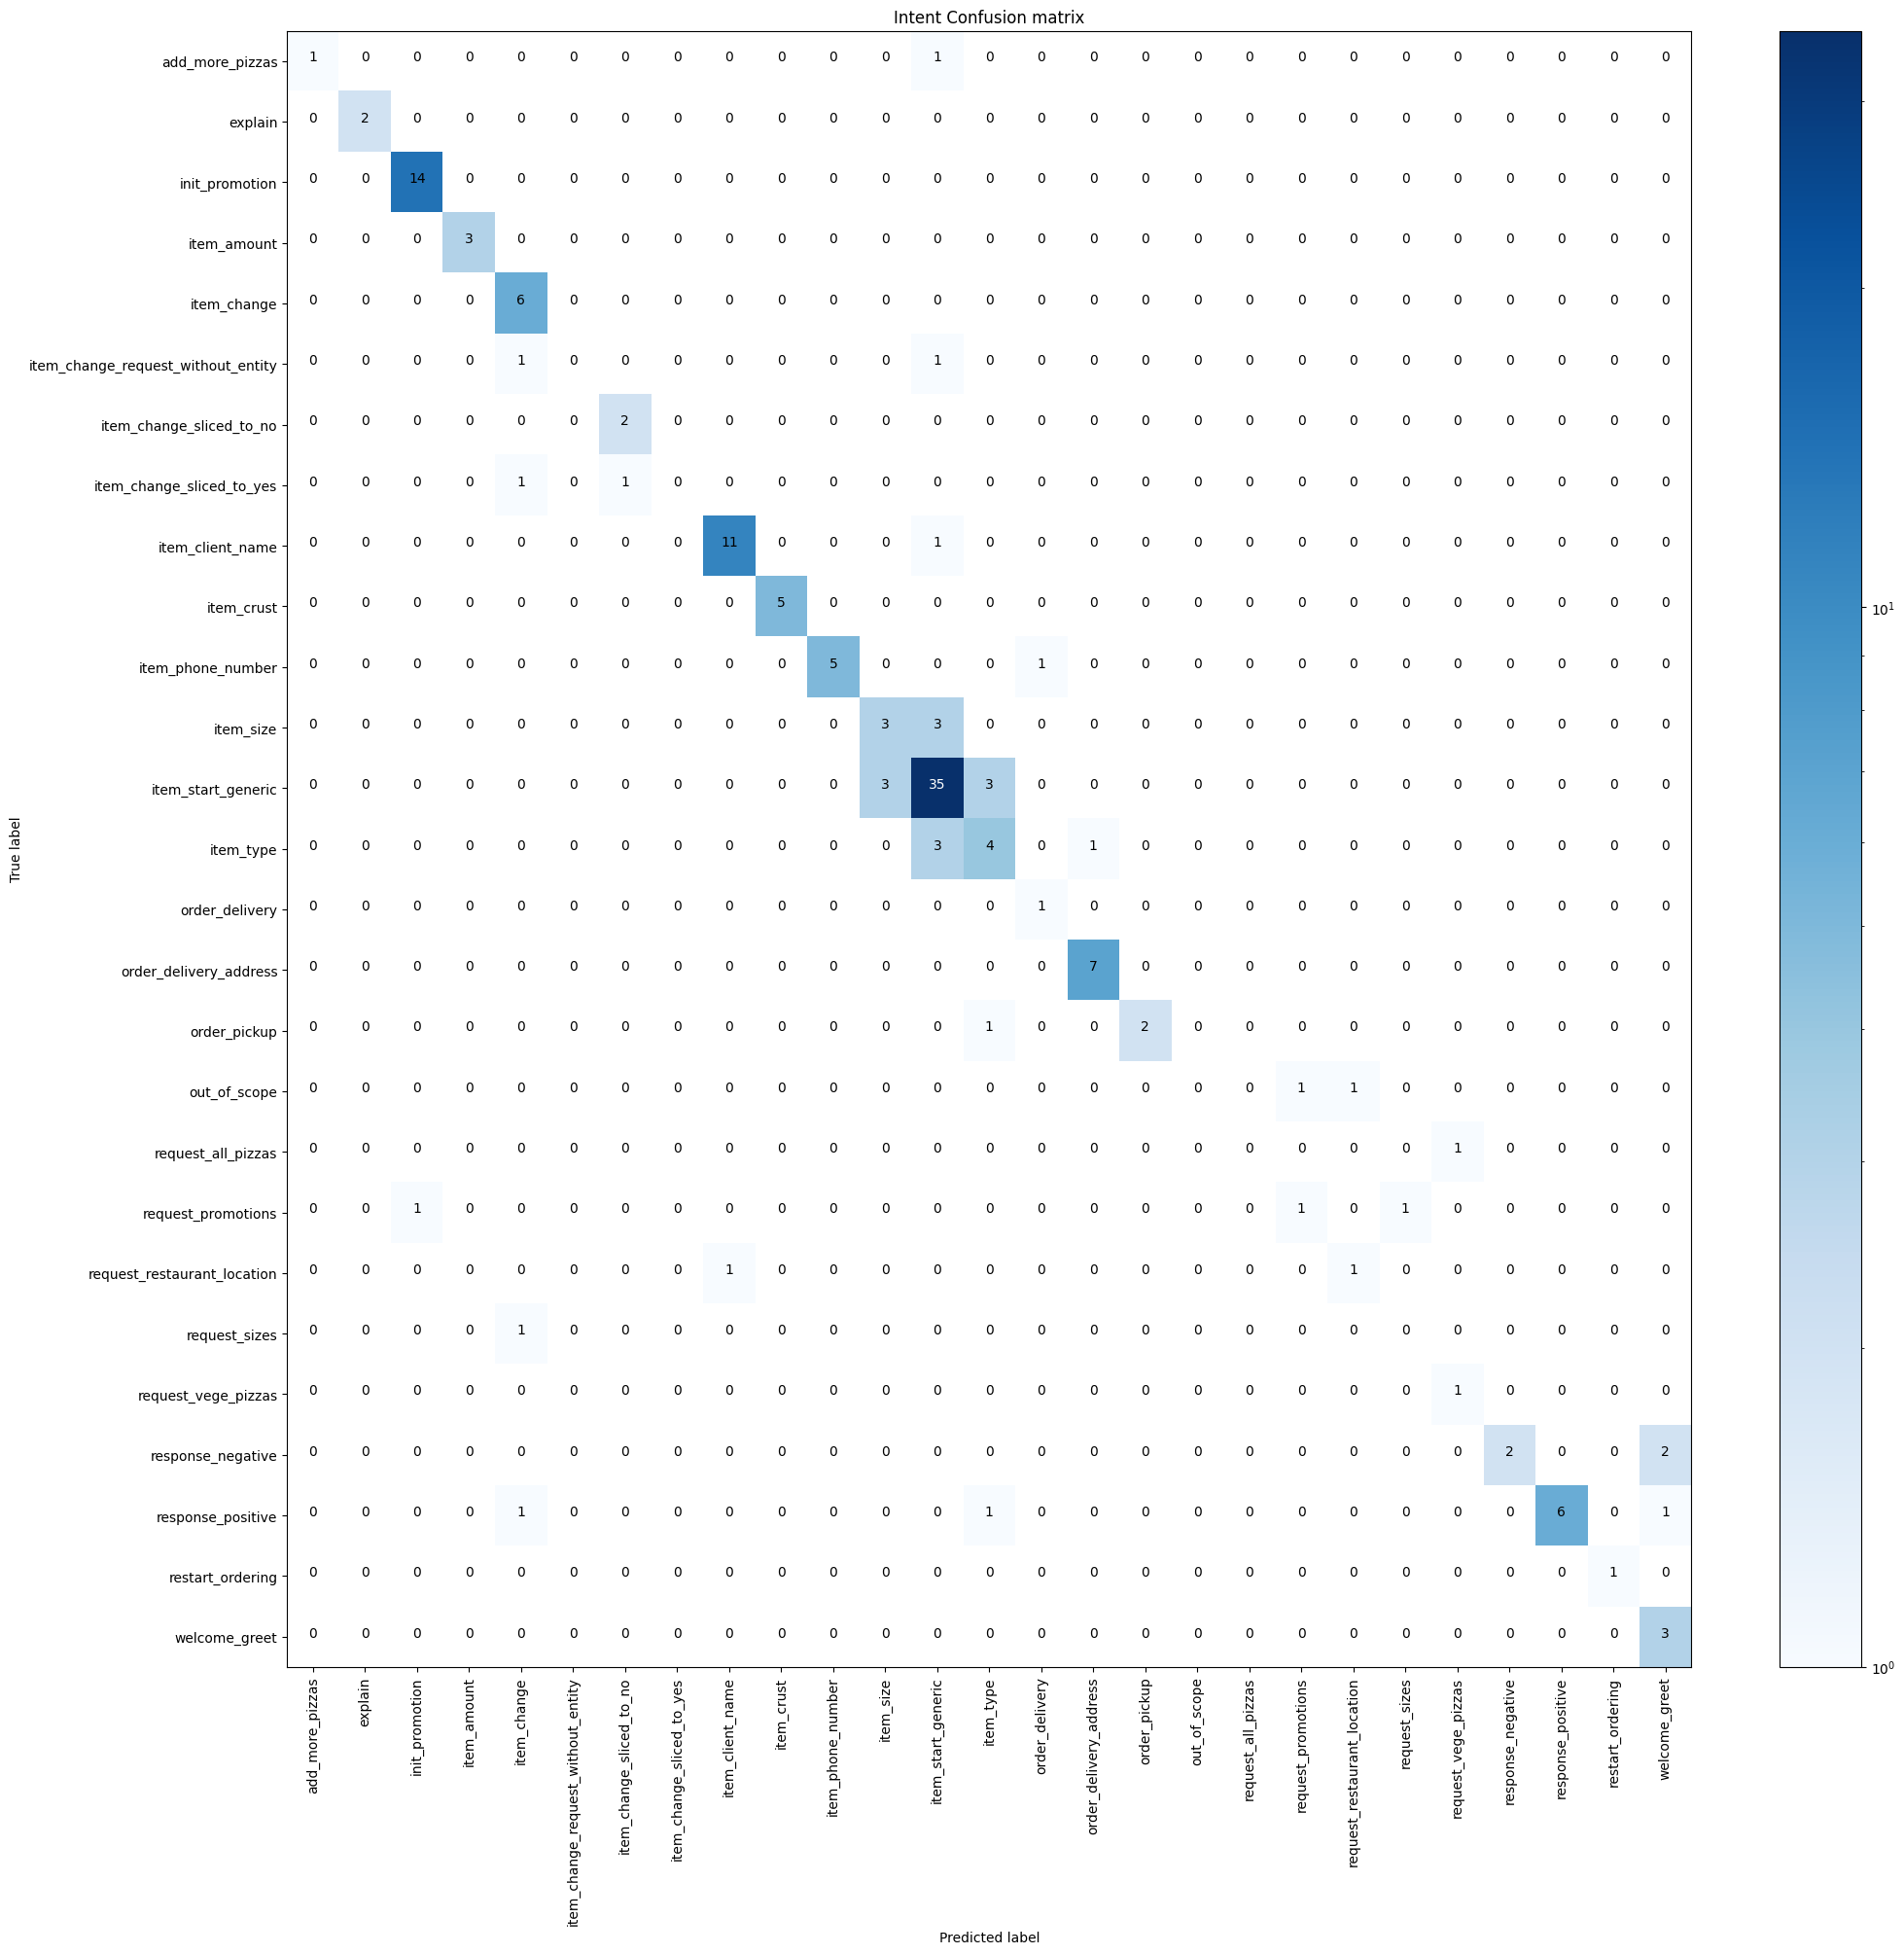 Intent Confusion matrix
add_more_pizzas 1 0 0 0 0 0 0 0 0 0 0 0 1 0 0 0 0 0 0 0 0 0 0 0 0 0 0
explain 0 2 0 0 0 0 0 0 0 0 0 0 0 0 0 0 0 0 0 0 0 0 0 0 0 0 0
init_promotion 0 0 14 0 0 0 0 0 0 0 0 0 0 0 0 0 0 0 0 0 0 0 0 0 0 0 0
item_amount 0 0 0 3 0 0 0 0 0 0 0 0 0 0 0 0 0 0 0 0 0 0 0 0 0 0 0
item_change 0 0 0 0 6 0 0 0 0 0 0 0 0 0 0 0 0 0 0 0 0 0 0 0 0 0 0
item_change_request_without_entity 0 0 0 0 1 0 0 0 0 0 0 0 1 0 0 0 0 0 0 0 0 0 0 0 0 0 0
item_change_sliced_to_no 0 0 0 0 0 0 2 0 0 0 0 0 0 0 0 0 0 0 0 0 0 0 0 0 0 0 0
item_change_sliced_to_yes 0 0 0 0 1 0 1 0 0 0 0 0 0 0 0 0 0 0 0 0 0 0 0 0 0 0 0
item_client_name 0 0 0 0 0 0 0 0 11 0 0 0 1 0 0 0 0 0 0 0 0 0 0 0 0 0 0
item_crust 0 0 0 0 0 0 0 0 0 5 0 0 0 0 0 0 0 0 0 0 0 0 0 0 0 0 0
item_phone_number 0 0 0 0 0 0 0 0 0 0 5 0 0 0 1 0 0 0 0 0 0 0 0 0 0 0 0
item_size 0 0 0 0 0 0 0 0 0 0 0 3 3 0 0 0 0 0 0 0 0 0 0 0 0 0 0
item_start_generic 0 0 0 0 0 0 0 0 0 0 0 3 35 3 0 0 0 0 0 0 0 0 0 0 0 0 0
item_type 0 0 0 0 0 0 0 0 0 0 0 0 3 4 0 1 0 0 0 0 0 0 0 0 0 0 0
order_delivery 0 0 0 0 0 0 0 0 0 0 0 0 0 0 1 0 0 0 0 0 0 0 0 0 0 0 0
order_delivery_address 0 0 0 0 0 0 0 0 0 0 0 0 0 0 0 7 0 0 0 0 0 0 0 0 0 0 0
order_pickup 0 0 0 0 0 0 0 0 0 0 0 0 0 1 0 0 2 0 0 0 0 0 0 0 0 0 0
out_of_scope 0 0 0 0 0 0 0 0 0 0 0 0 0 0 0 0 0 0 0 1 1 0 0 0 0 0 0
request_all_pizzas 0 0 0 0 0 0 0 0 0 0 0 0 0 0 0 0 0 0 0 0 0 0 1 0 0 0 0
request_promotions 0 0 1 0 0 0 0 0 0 0 0 0 0 0 0 0 0 0 0 1 0 1 0 0 0 0 0
request_restaurant_location 0 0 0 0 0 0 0 0 1 0 0 0 0 0 0 0 0 0 0 0 1 0 0 0 0 0 0
request_sizes 0 0 0 0 1 0 0 0 0 0 0 0 0 0 0 0 0 0 0 0 0 0 0 0 0 0 0
request_vege_pizzas 0 0 0 0 0 0 0 0 0 0 0 0 0 0 0 0 0 0 0 0 0 0 1 0 0 0 0
response_negative 0 0 0 0 0 0 0 0 0 0 0 0 0 0 0 0 0 0 0 0 0 0 0 2 0 0 2
response_positive 0 0 0 0 1 0 0 0 0 0 0 0 0 1 0 0 0 0 0 0 0 0 0 0 6 0 1
restart_ordering 0 0 0 0 0 0 0 0 0 0 0 0 0 0 0 0 0 0 0 0 0 0 0 0 0 1 0
welcome_greet 0 0 0 0 0 0 0 0 0 0 0 0 0 0 0 0 0 0 0 0 0 0 0 0 0 0 3
True label
add_more_pizzas
explain
init_promotion
item_amount
item_change
item_change_request_without_entity
item_change_sliced_to_no
item_change_sliced_to_yes
item_client_name
item_crust
item_phone_number
item_size
item_start_generic
item_type
order_delivery
order_delivery_address
order_pickup
out_of_scope
request_all_pizzas
request_promotions
request_restaurant_location
request_sizes
request_vege_pizzas
response_negative
response_positive
restart_ordering
welcome_greet
Predicted label
10¹
10⁰